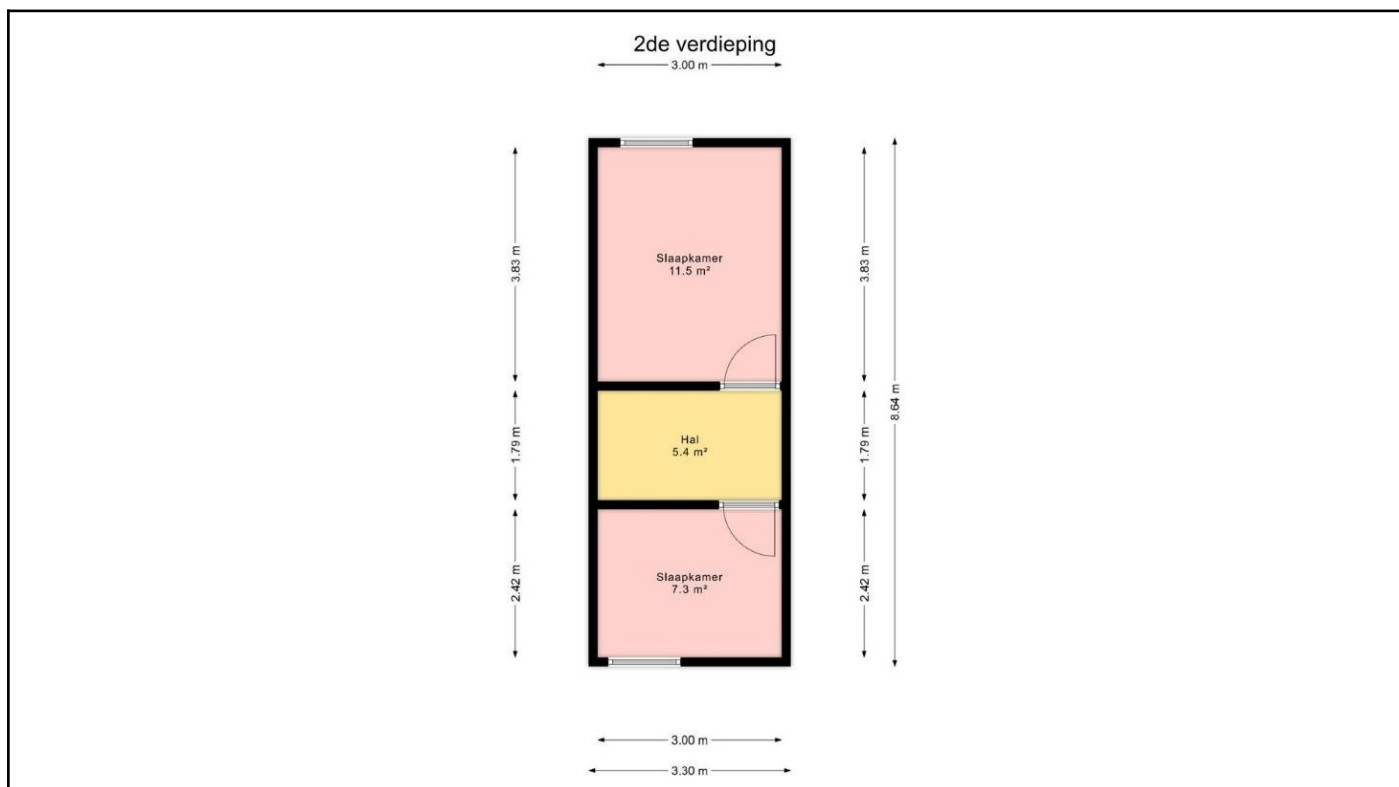 2de verdieping
3.00 m
Slaapkamer
11.5 m²
3.83 m
3.83 m
8.64 m
Hal
5.4 m²
1.79 m
1.79 m
Slaapkamer
7.3 m²
2.42 m
2.42 m
3.00 m
3.30 m